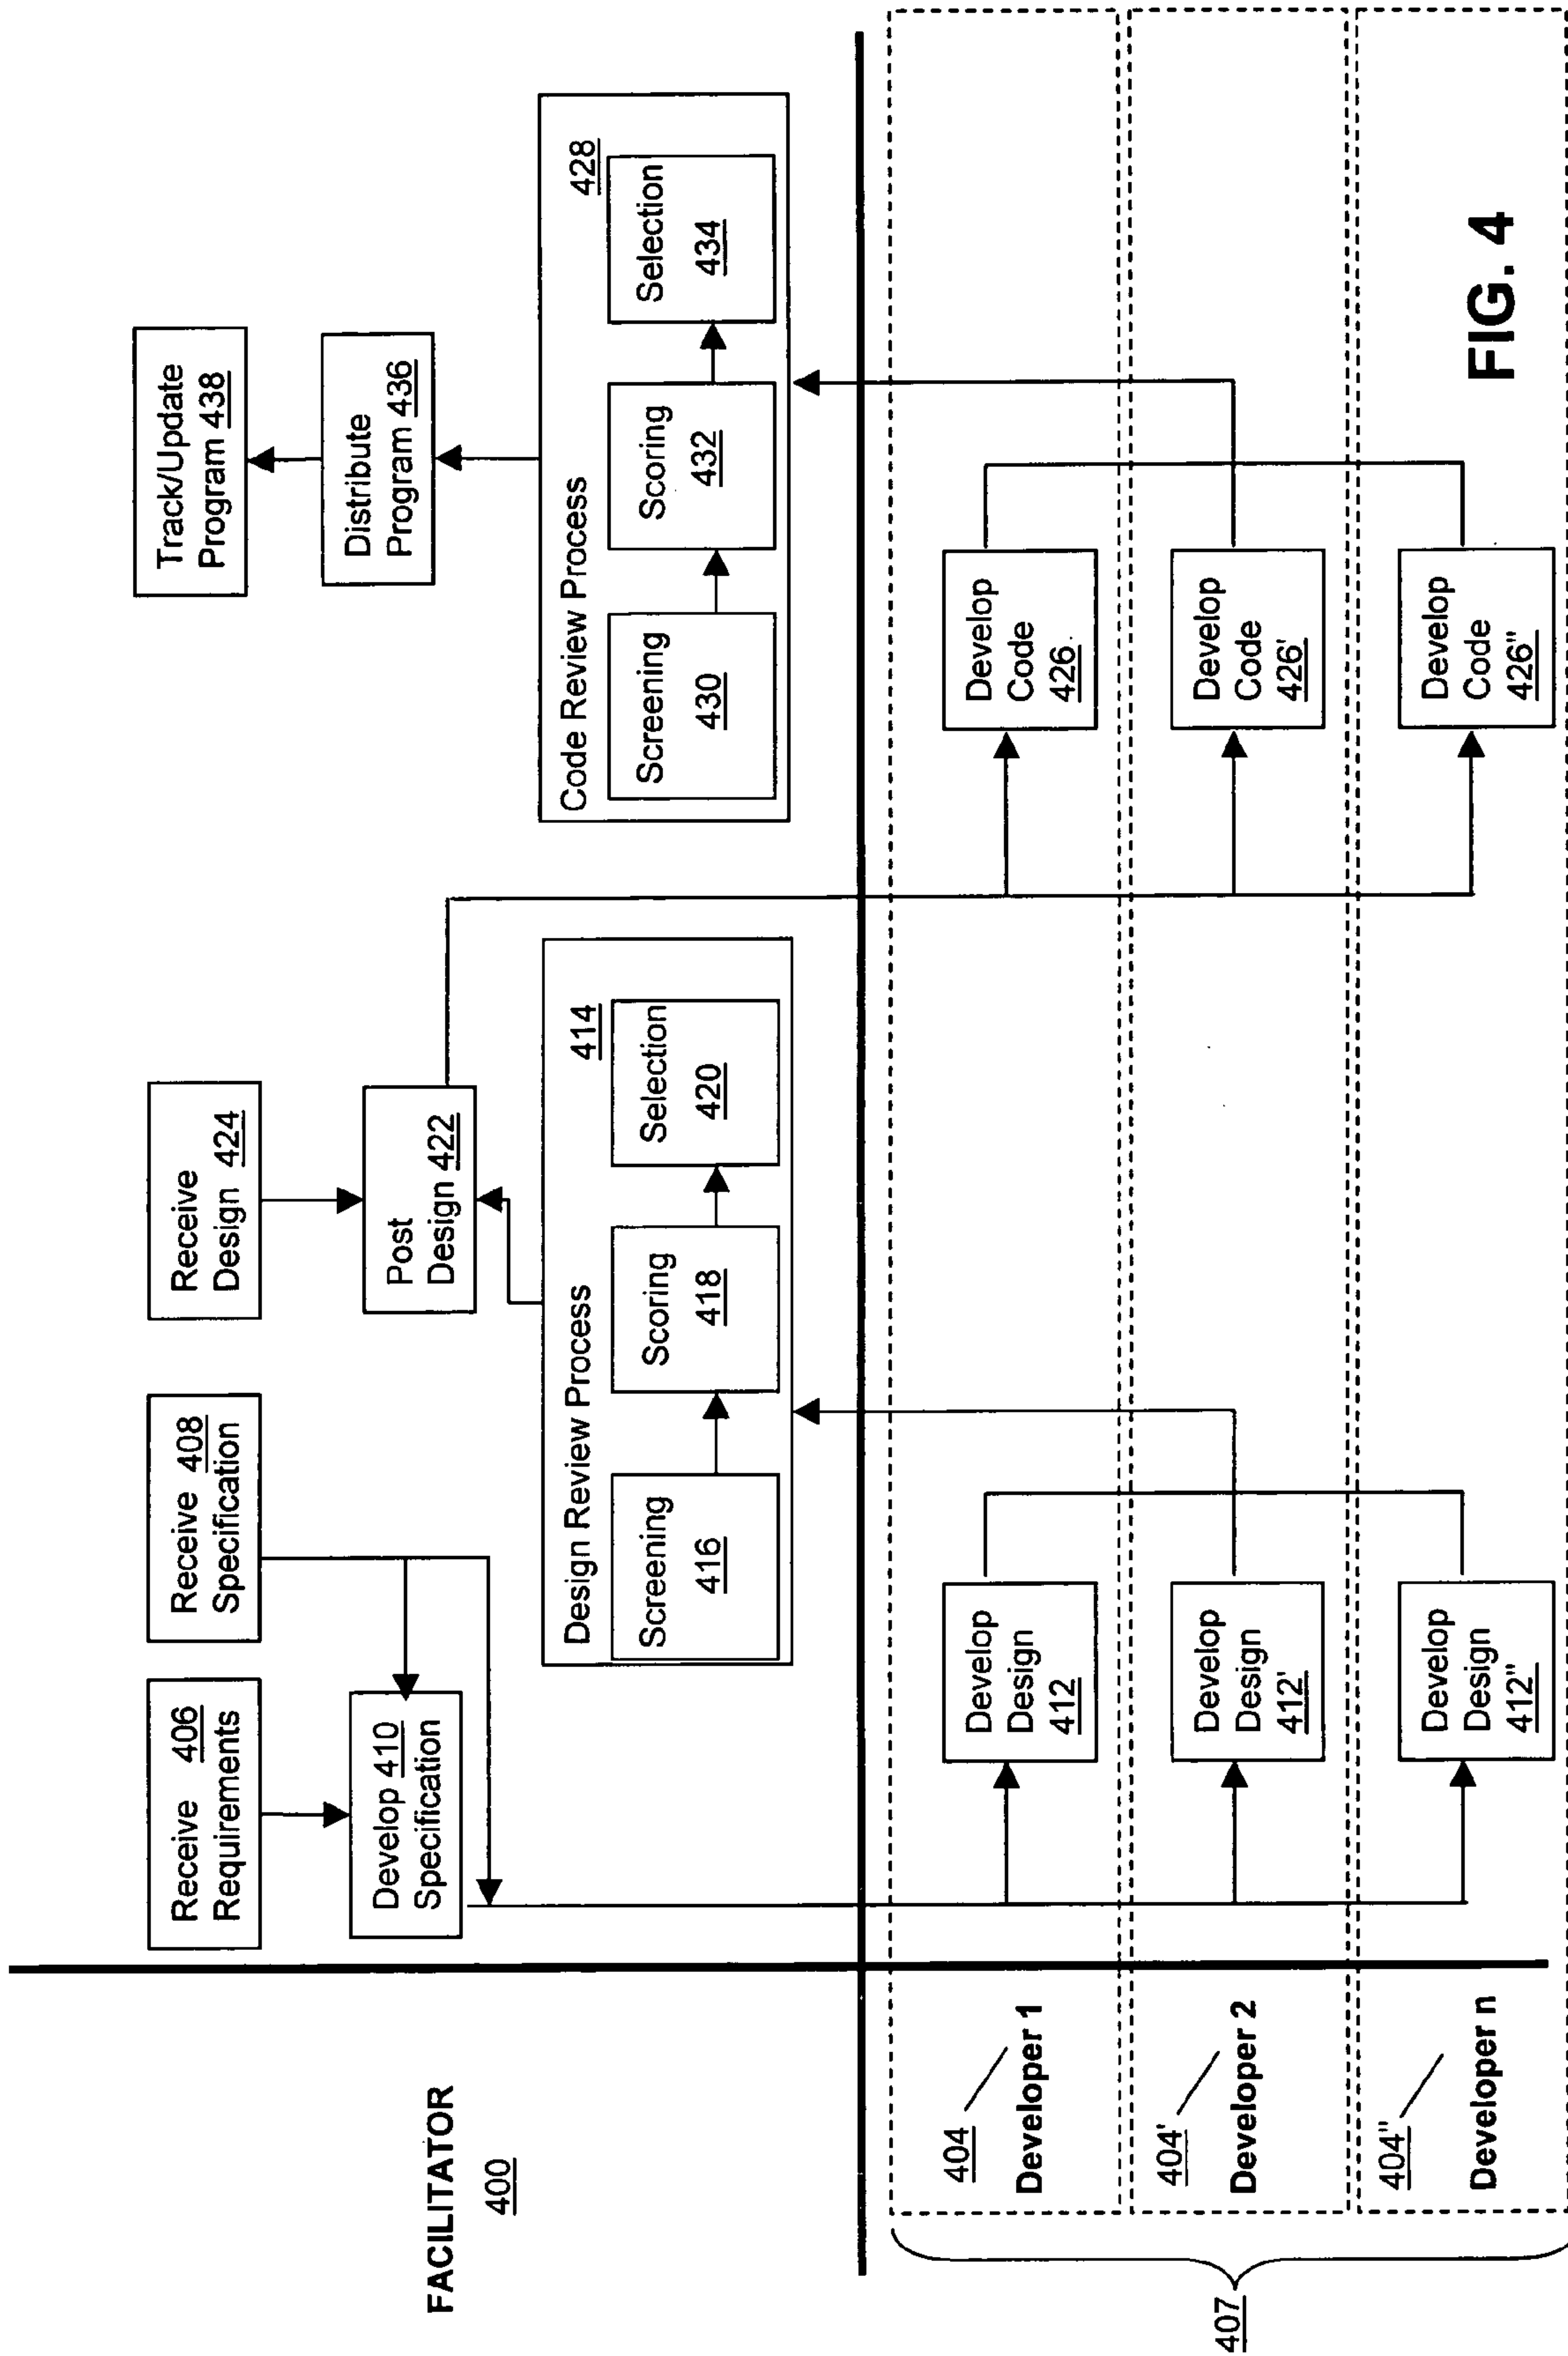 FACILITATOR
400
Receive 406
Requirements
Receive 408
Specification
Develop 410
Specification
Receive
Design 424
Post
Design 422
Design Review Process
414
Screening
416
Scoring
418
Selection
420
Track/Update
Program 438
Distribute
Program 436
Code Review Process
428
Screening
430
Scoring
432
Selection
434
407
404
Developer 1
Develop
Design
412
Develop
Code
426
404'
Developer 2
Develop
Design
412'
Develop
Code
426'
404"
Developer n
Develop
Design
412"
Develop
Code
426"
FIG. 4